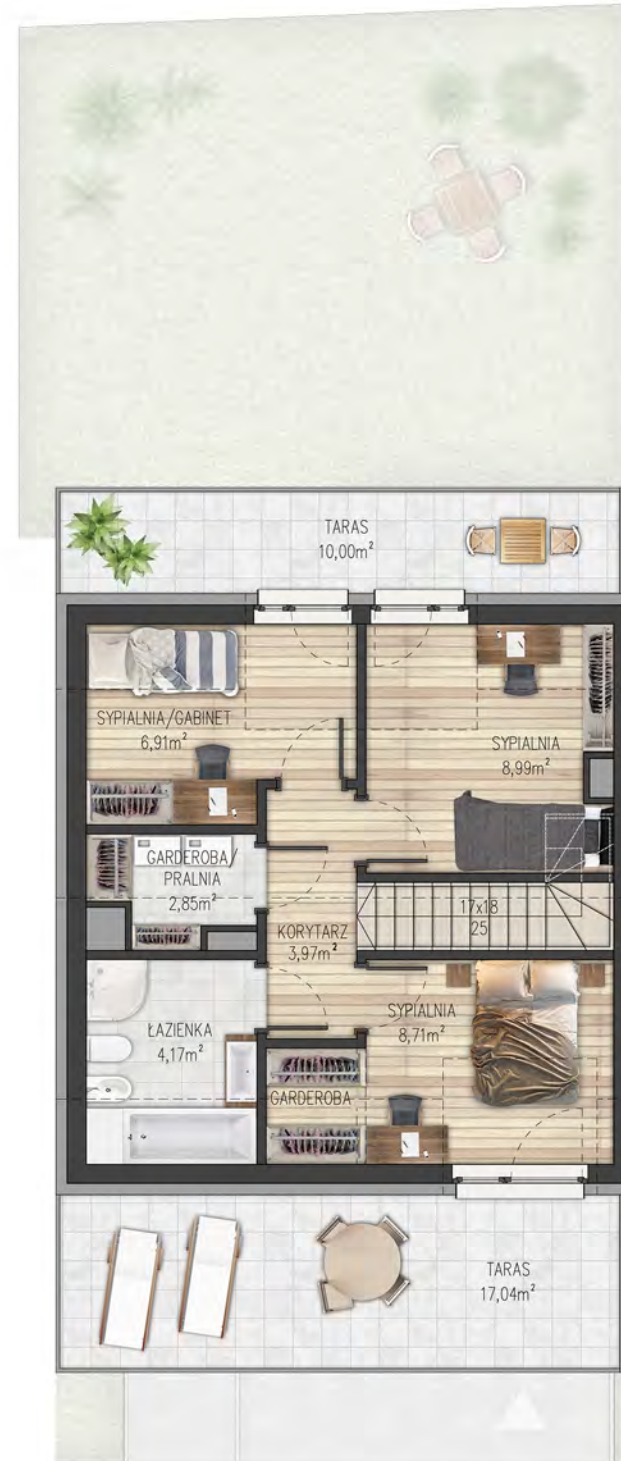 TARAS
10,00m²
SYPIALNIA/GABINET
6,91m²
SYPIALNIA
8,99m²
GARDEROBA/
PRALNIA
2,85m²
17x18
25
KORYTARZ
3,97m²
SYPIALNIA
8,71m²
ŁAZIENKA
4,17m²
GARDEROBA
TARAS
17,04m²